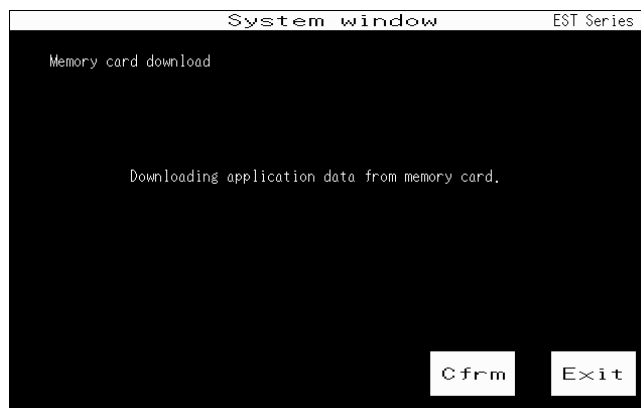 System window EST Series
Memory card download
Downloading application data from memory card.
Cfrm Exit